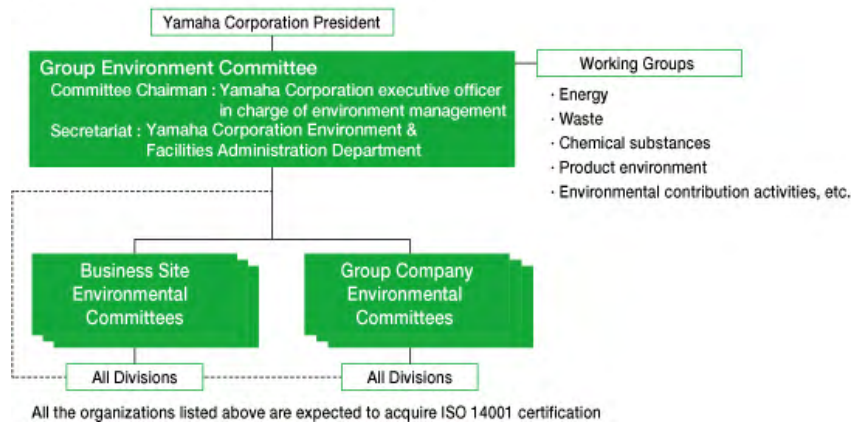 Yamaha Corporation President
Group Environment Committee
Committee Chairman : Yamaha Corporation executive officer
in charge of environment management
Secretariat : Yamaha Corporation Environment &
Facilities Administration Department
Working Groups
· Energy
· Waste
· Chemical substances
· Product environment
· Environmental contribution activities, etc.
Business Site
Environmental
Committees
Group Company
Environmental
Committees
All Divisions
All Divisions
All the organizations listed above are expected to acquire ISO 14001 certification